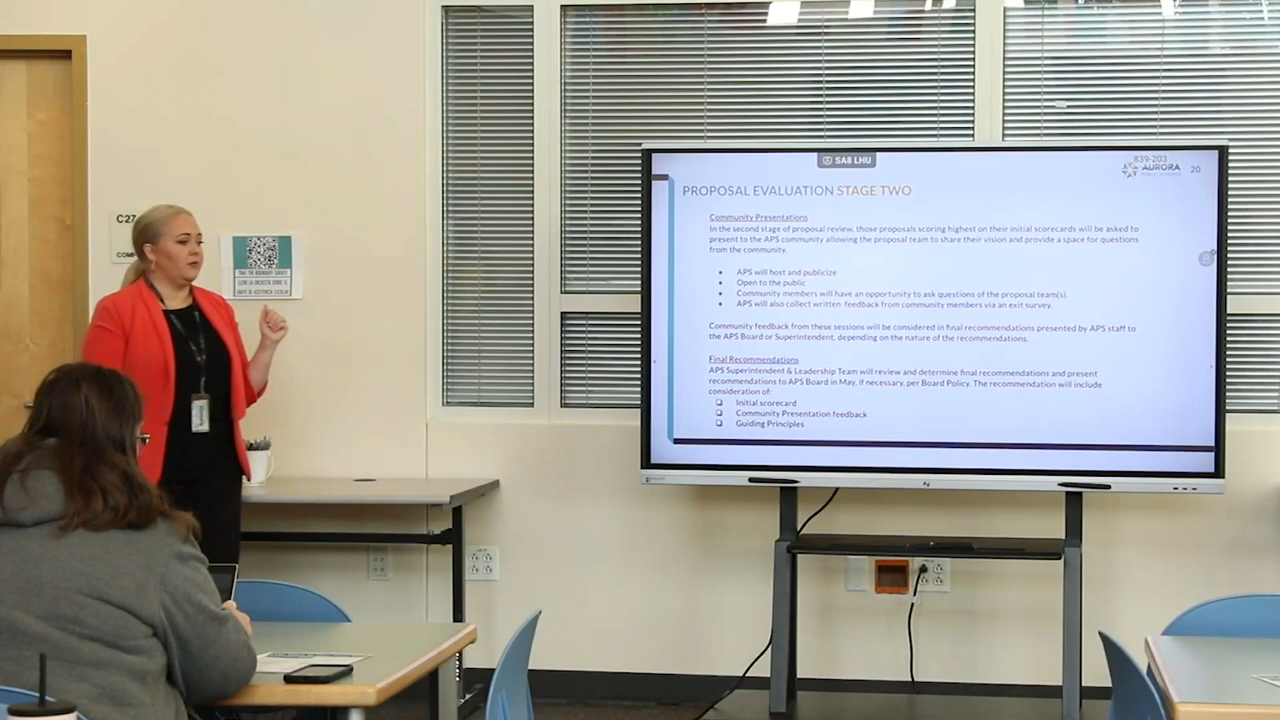 SAB LHU
839-203
AURORA
20
PROPOSAL EVALUATION STAGE TWO
Community Presentations
In the second stage of proposal review, those proposals scoring highest on their initial scorecards will be asked to
present to the APS community allowing the proposal team to share their vision and provide a space for questions
from the community.
• APS will host and publicize
• Open to the public
• Community members will have an opportunity to ask questions of the proposal team(s).
• APS will also collect written feedback from community members via an exit survey.
Community feedback from these sessions will be considered in final recommendations presented by APS staff to
the APS Board or Superintendent, depending on the nature of the recommendations.
Final Recommendations
APS Superintendent & Leadership Team will review and determine final recommendations and present
recommendations to APS Board in May, if necessary, per Board Policy. The recommendation will include
consideration of:
❑ Initial scorecard
❑ Community Presentation feedback
❑ Guiding Principles
C27
TAKE THE BOUNDARY SURVEY